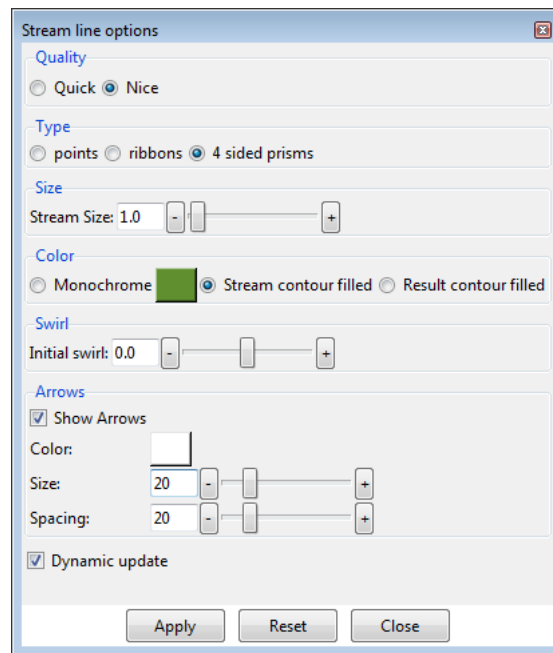 Stream line options
Quality
Quick Nice
Type
points ribbons 4 sided prisms
Size
Stream Size: 1.0 - +
Color
Monochrome Stream contour filled Result contour filled
Swirl
Initial swirl: 0.0 - +
Arrows
Show Arrows
Color:
Size: 20 - +
Spacing: 20 - +
Dynamic update
Apply Reset Close